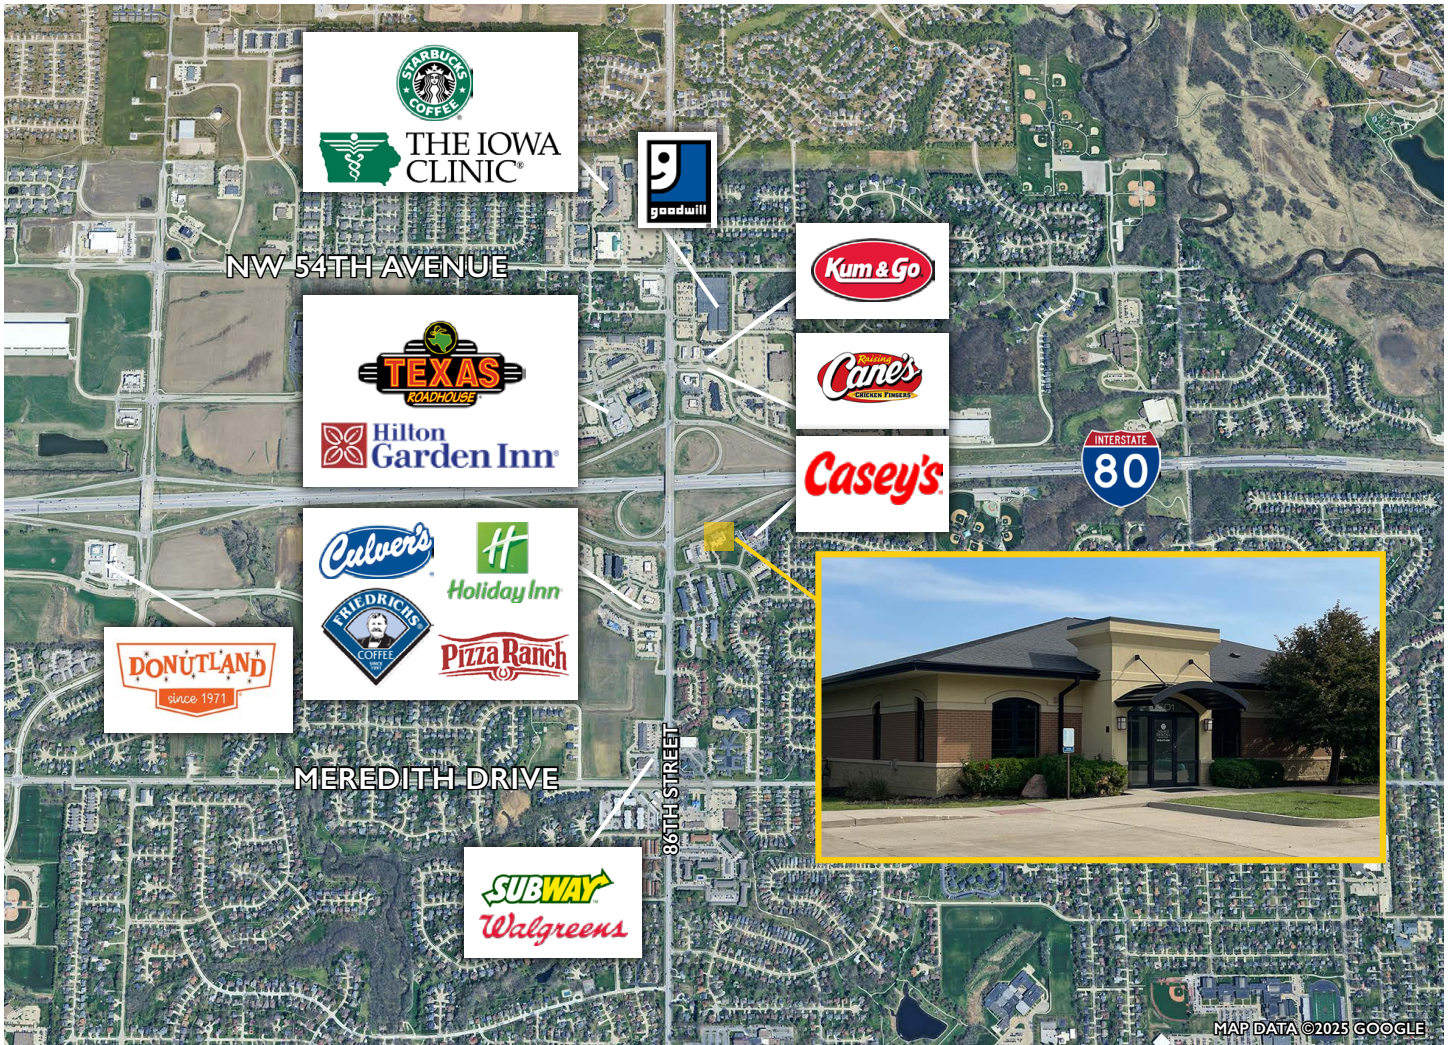 STARBUCKS
COFFEE
THE IOWA
CLINIC®
goodwill
Kum & Go
NW 54TH AVENUE
TEXAS
ROADHOUSE
Raising
Cane's
CHICKEN FINGERS
Hilton
Garden Inn
INTERSTATE
80
Casey's
Culver's
H
Holiday Inn
FRIEDRICHS
COFFEE
SINCE
Pizza Ranch
DONUTLAND
since 1971
86TH STREET
MEREDITH DRIVE
SUBWAY
Walgreens
MAP DATA ©2025 GOOGLE